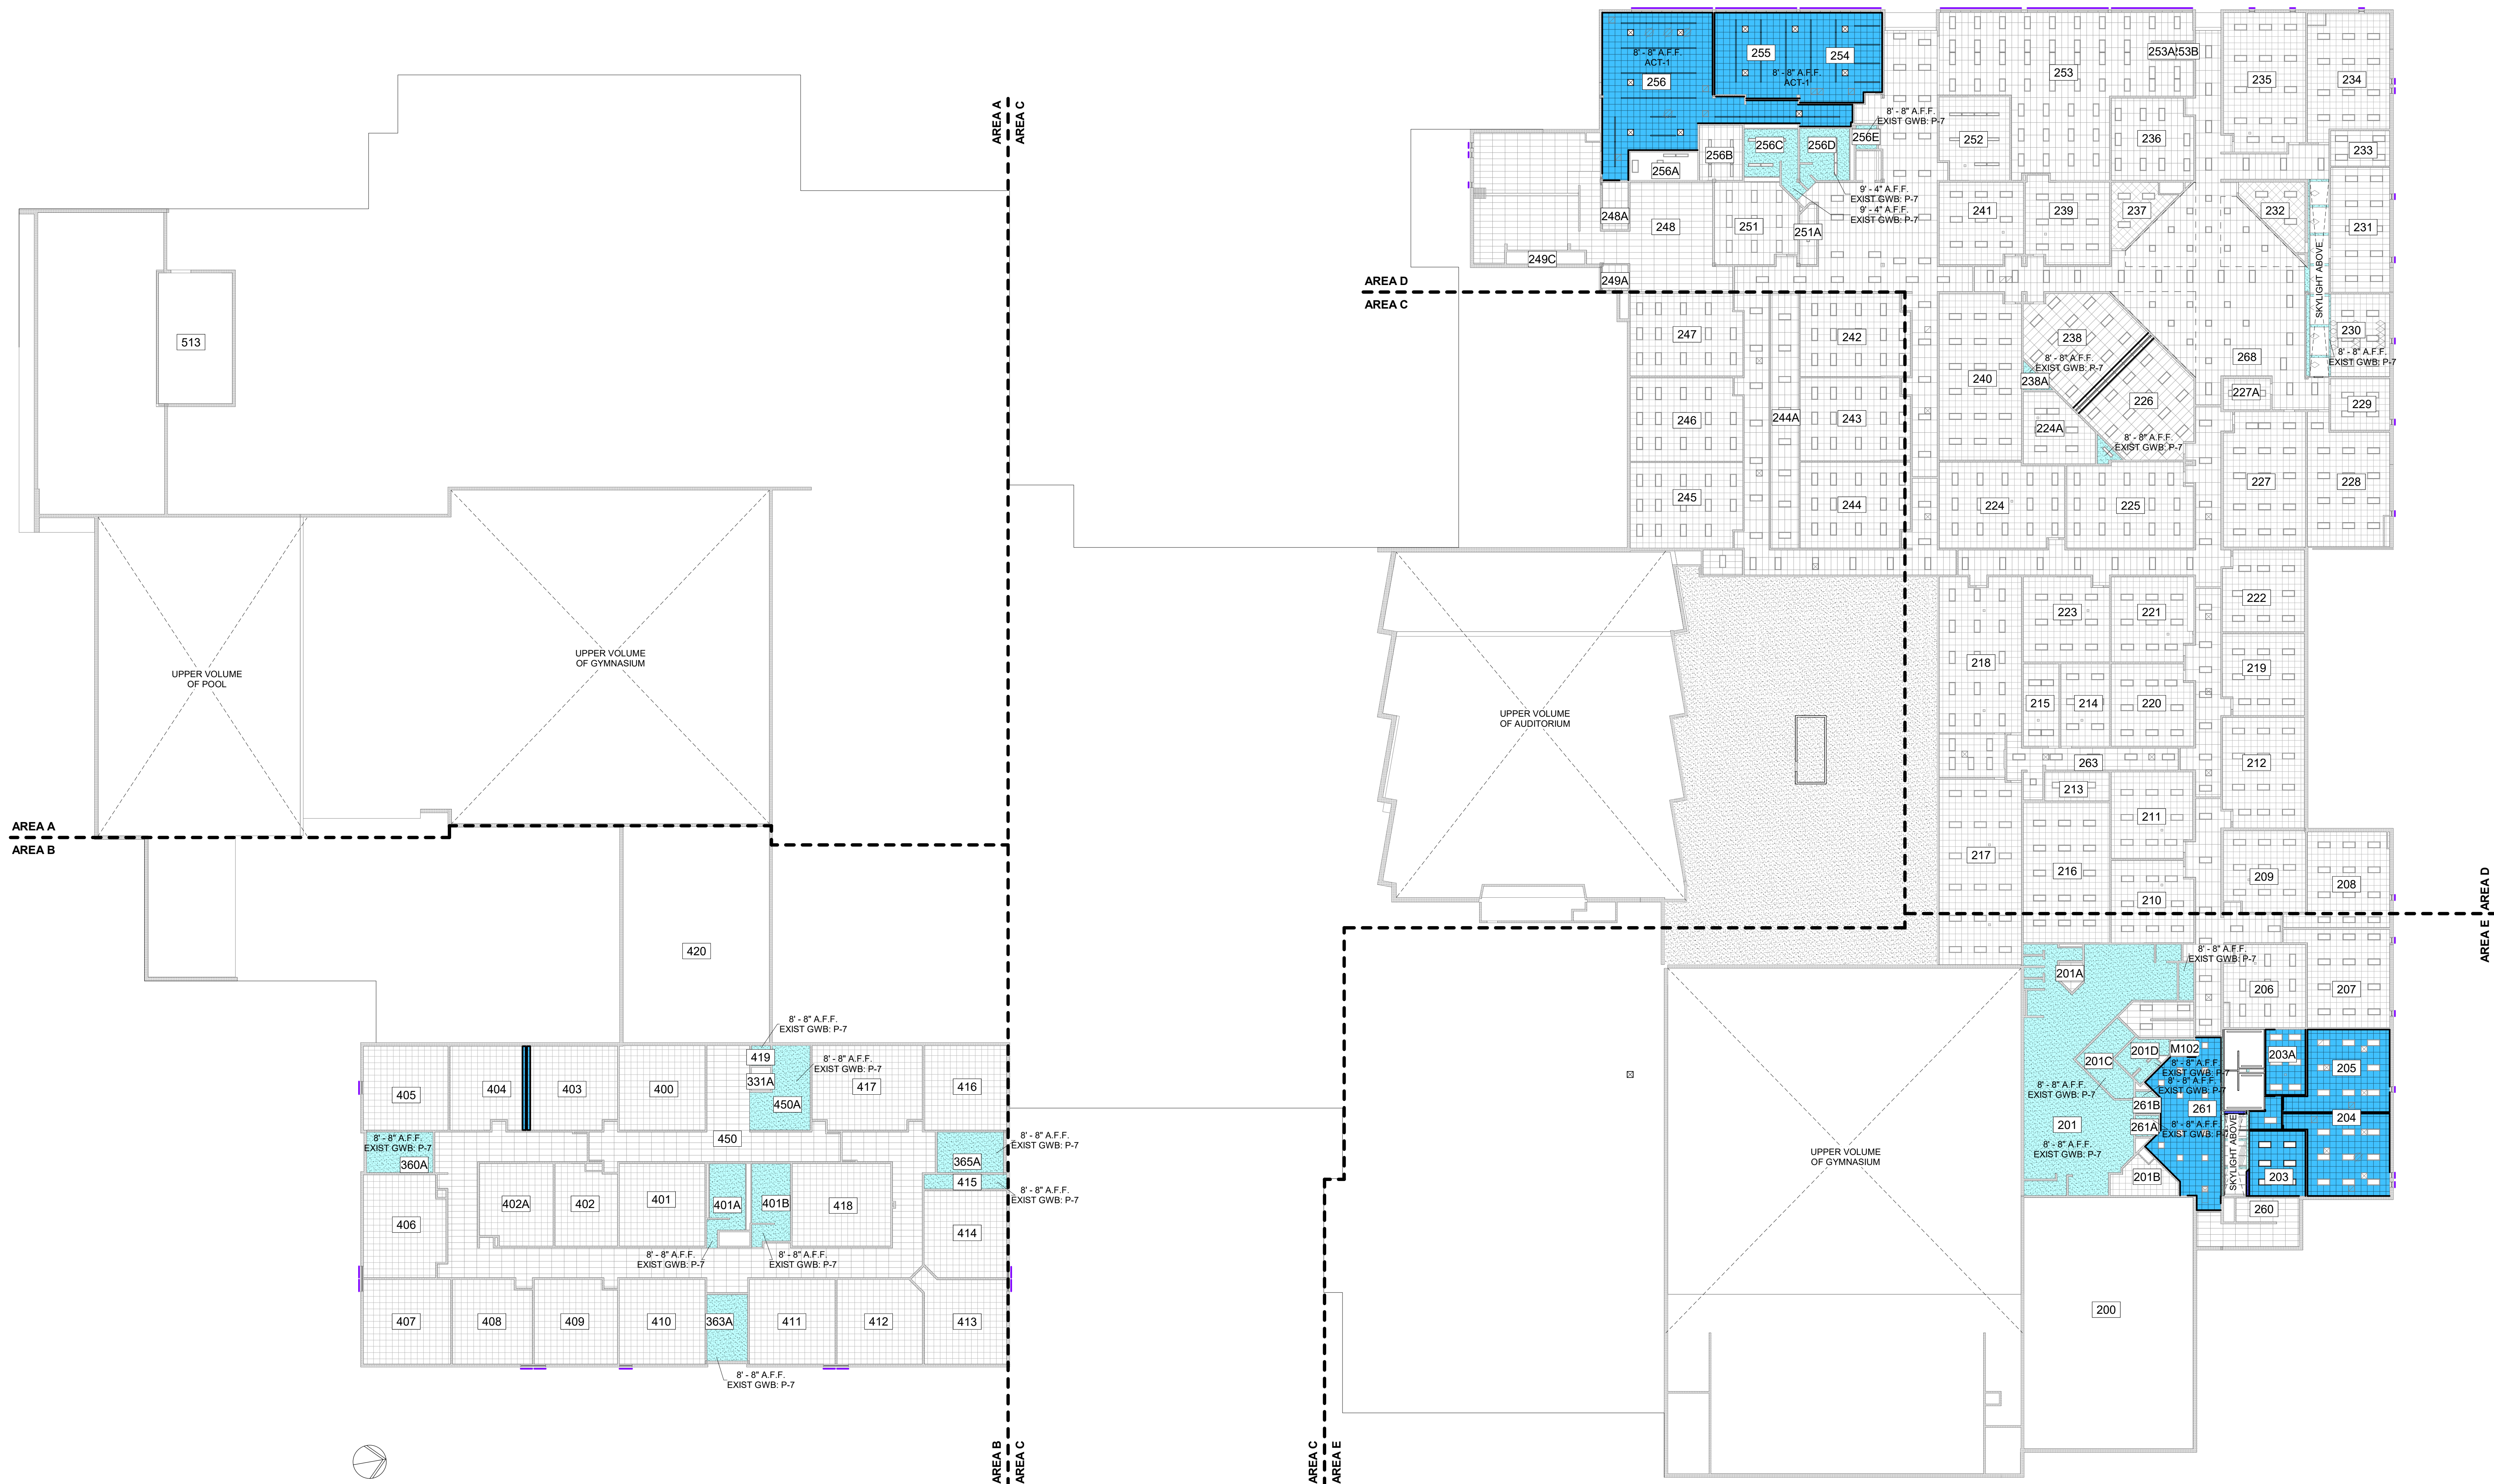 AREA A
AREA C
8' - 8" A.F.F.
ACT-1
256
255
254
8' - 8" A.F.F.
ACT-1
253
253A
253B
235
234
8' - 8" A.F.F.
EXIST GWB: P-7
256E
256C
256D
256B
256A
252
236
233
9' - 4" A.F.F.
EXIST GWB: P-7
9' - 4" A.F.F.
EXIST GWB: P-7
248A
248
251
251A
241
239
237
232
231
249C
249A
SKYLIGHT ABOVE
AREA D
AREA C
513
247
242
238
268
230
8' - 8" A.F.F.
EXIST GWB: P-7
8' - 8" A.F.F.
EXIST GWB: P-7
240
238A
227A
226
229
246
244A
243
224A
8' - 8" A.F.F.
EXIST GWB: P-7
245
244
224
225
227
228
223
221
222
UPPER VOLUME
OF GYMNASIUM
UPPER VOLUME
OF POOL
218
219
215
214
220
UPPER VOLUME
OF AUDITORIUM
263
212
213
211
AREA A
AREA B
217
216
209
208
210
AREA D
AREA E
420
201A
8' - 8" A.F.F.
EXIST GWB: P-7
206
207
8' - 8" A.F.F.
EXIST GWB: P-7
419
8' - 8" A.F.F.
EXIST GWB: P-7
405
404
403
400
331A
450A
417
416
201C
201D
M102
8' - 8" A.F.F.
EXIST GWB: P-7
8' - 8" A.F.F.
EXIST GWB: P-7
8' - 8" A.F.F.
EXIST GWB: P-7
203A
205
261B
261
204
261A
8' - 8" A.F.F.
EXIST GWB: P-7
201
8' - 8" A.F.F.
EXIST GWB: P-7
201B
SKYLIGHT ABOVE
203
260
8' - 8" A.F.F.
EXIST GWB: P-7
360A
450
8' - 8" A.F.F.
EXIST GWB: P-7
365A
415
8' - 8" A.F.F.
EXIST GWB: P-7
402A
402
401
401A
401B
418
406
414
8' - 8" A.F.F.
EXIST GWB: P-7
8' - 8" A.F.F.
EXIST GWB: P-7
UPPER VOLUME
OF GYMNASIUM
407
408
409
410
363A
411
412
413
200
8' - 8" A.F.F.
EXIST GWB: P-7
AREA B
AREA C
AREA C
AREA E